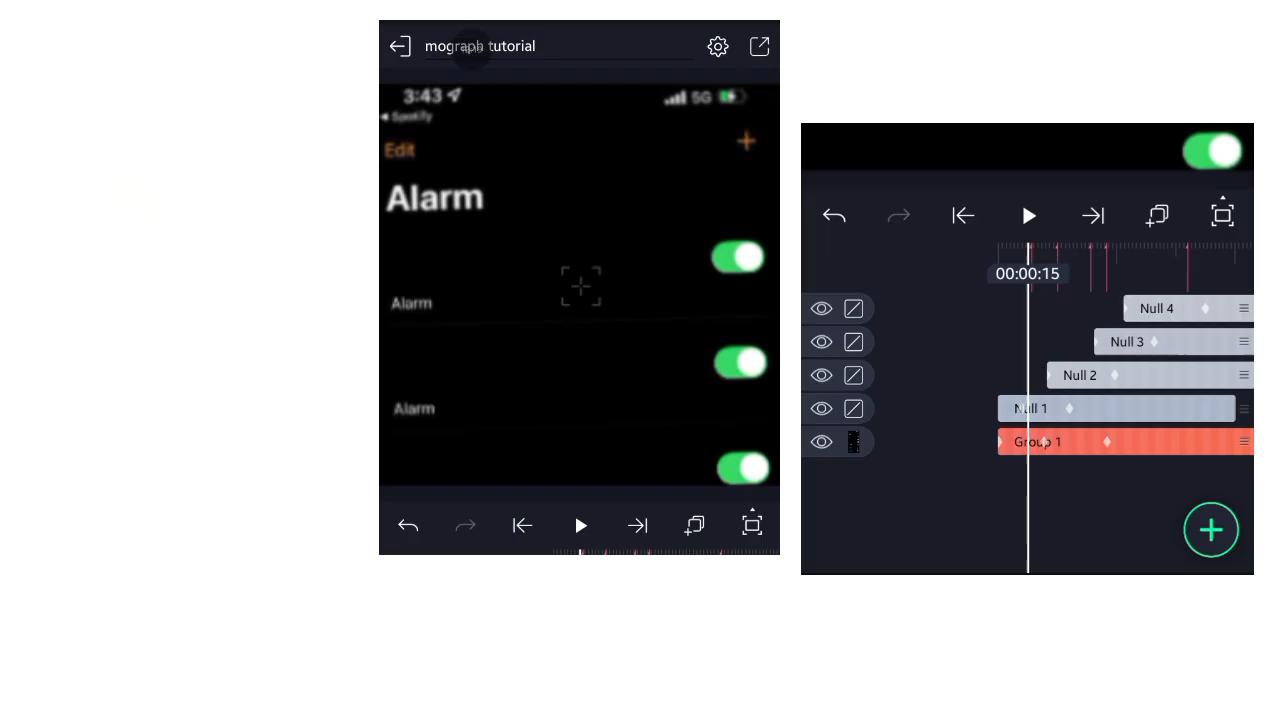 mograph tutorial
3:43
5G
Spotify
Edit
+
Alarm
Alarm
Alarm
00:00:15
Null 4
Null 3
Null 2
Null 1
Group 1